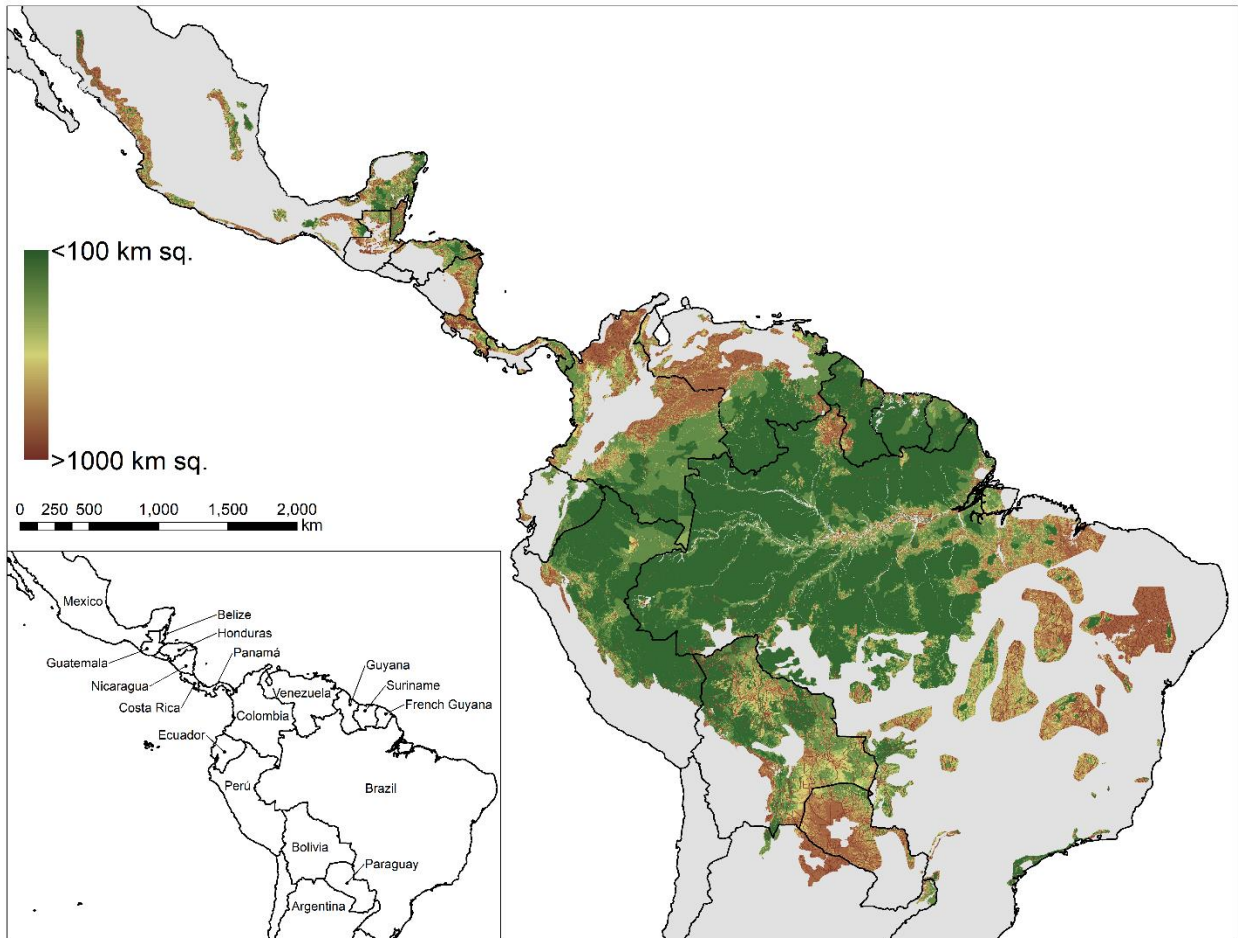 <100 km sq.
>1000 km sq.
0 250 500 1,000 1,500 2,000
km
Mexico
Belize
Honduras
Guatemala
Panamá
Nicaragua
Costa Rica
Venezuela
Guyana
Suriname
French Guyana
Colombia
Ecuador
Perú
Brazil
Bolivia
Paraguay
Argentina